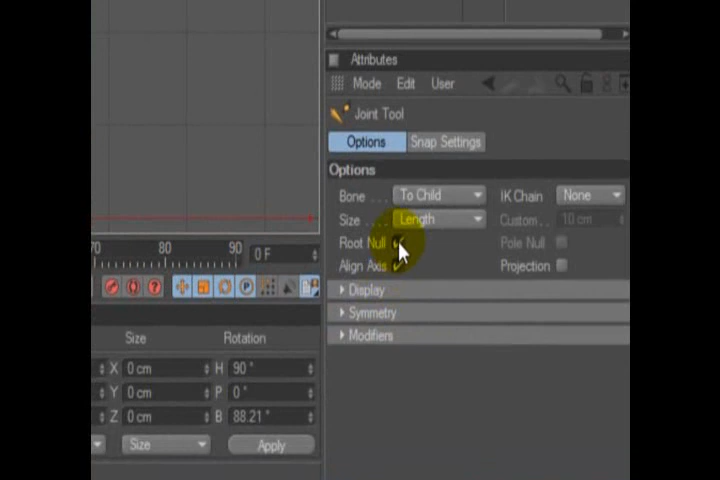 Attributes
Mode Edit User
Joint Tool
Options Snap Settings
Options
Bone . . . To Child IK Chain None
Size . . . . Length Custom . . 10 cm
Root Null Pole Null
Align Axis Projection
Display
Symmetry
Modifiers
70 80 90 0 F
Size Rotation
X 0 cm H 90 °
Y 0 cm P 0 °
Z 0 cm B 88.21 °
Size Apply